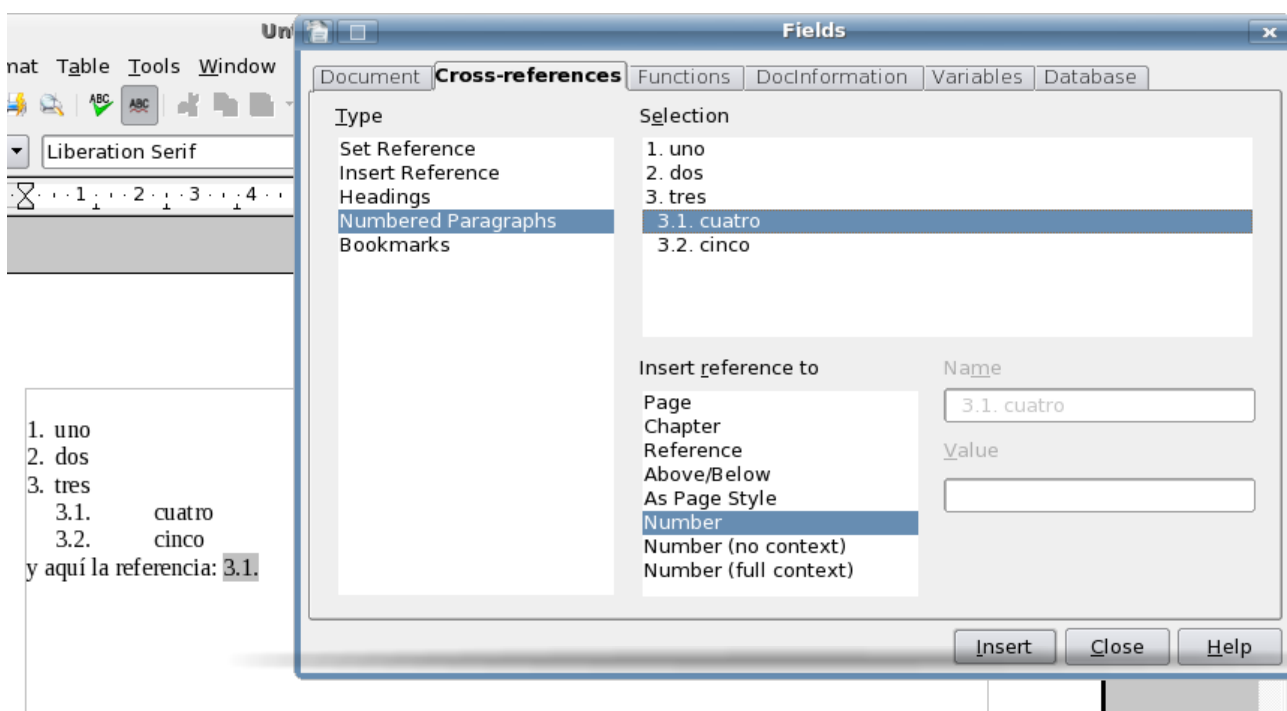 Fields
mat Table Tools Window
Document Cross-references Functions DocInformation Variables Database
ABC ABC
Type
Selection
Liberation Serif
1 2 3 4
Set Reference
Insert Reference
Headings
Numbered Paragraphs
Bookmarks
1. uno
2. dos
3. tres
3.1. cuatro
3.2. cinco
Insert reference to
Page
Chapter
Reference
Above/Below
As Page Style
Number
Number (no context)
Number (full context)
Name
3.1. cuatro
Value
1. uno
2. dos
3. tres
3.1. cuatro
3.2. cinco
y aquí la referencia: 3.1.
Insert Close Help